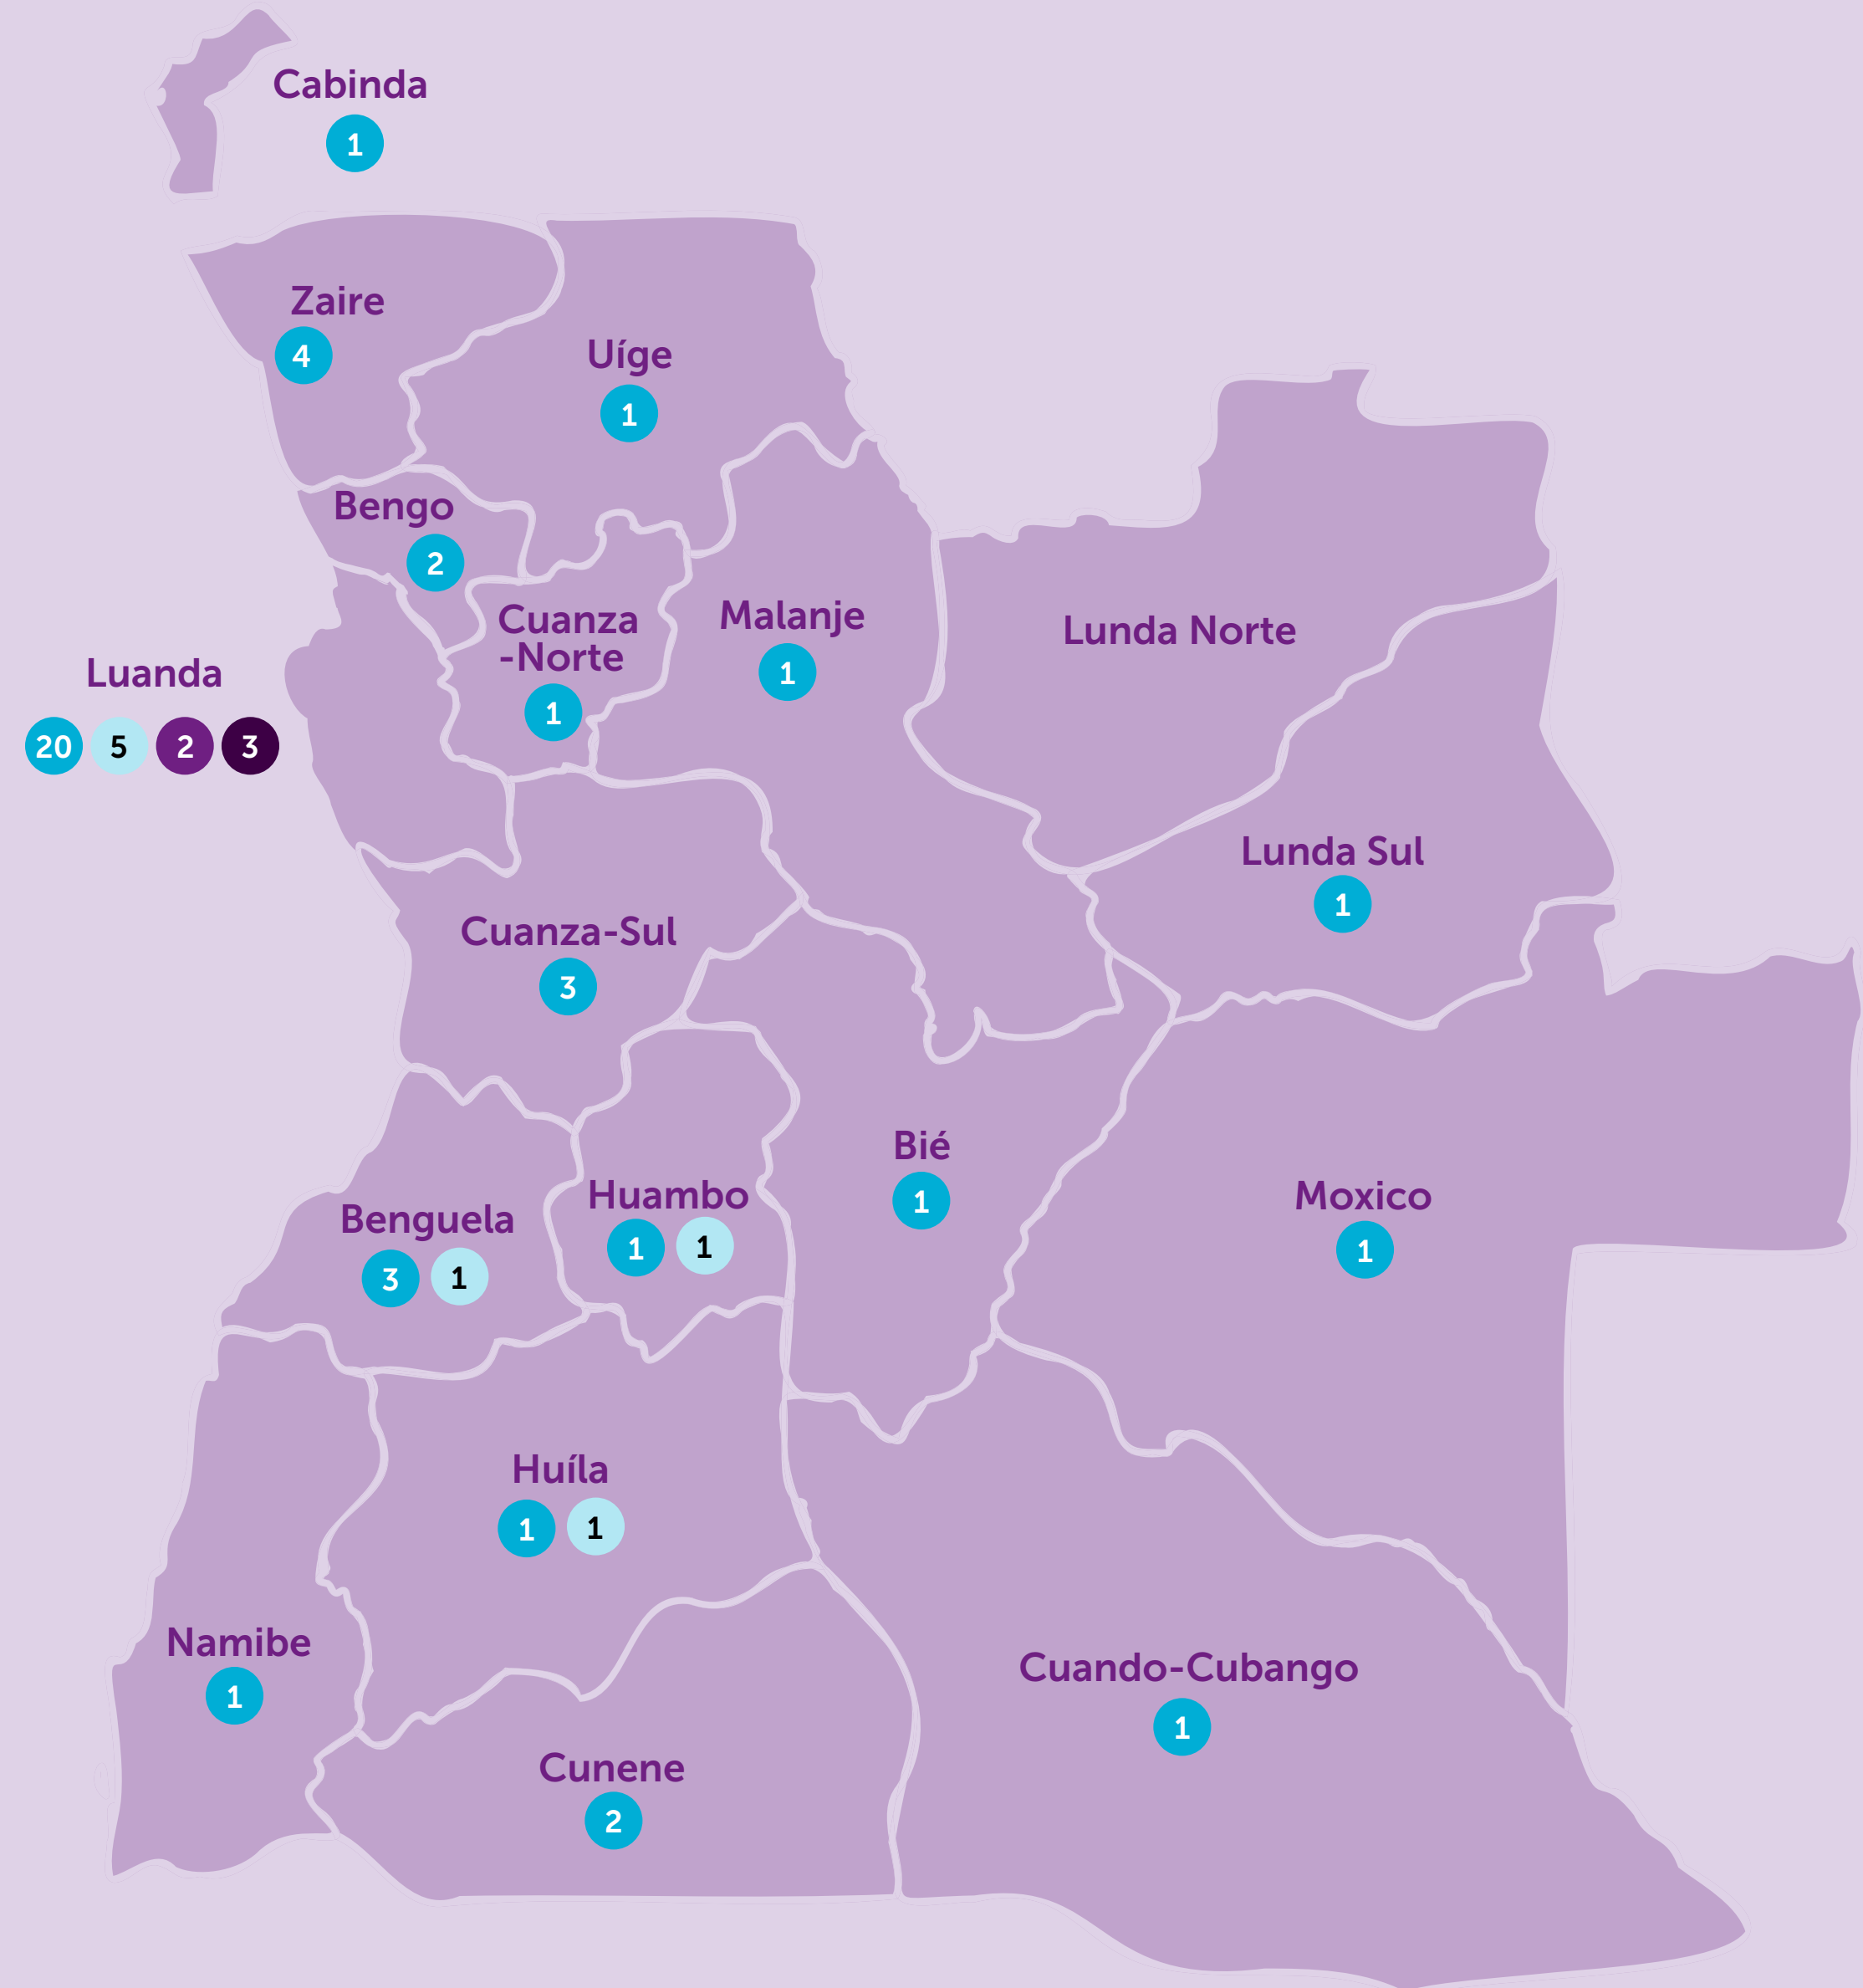 Cabinda
1
Zaire
4
Uíge
1
Bengo
2
Cuanza
-Norte
1
Malanje
1
Lunda Norte
Luanda
20 5 2 3
Lunda Sul
1
Cuanza-Sul
3
Bié
1
Huambo
1 1
Moxico
1
Benguela
3 1
Huíla
1 1
Namibe
1
Cuando-Cubango
1
Cunene
2